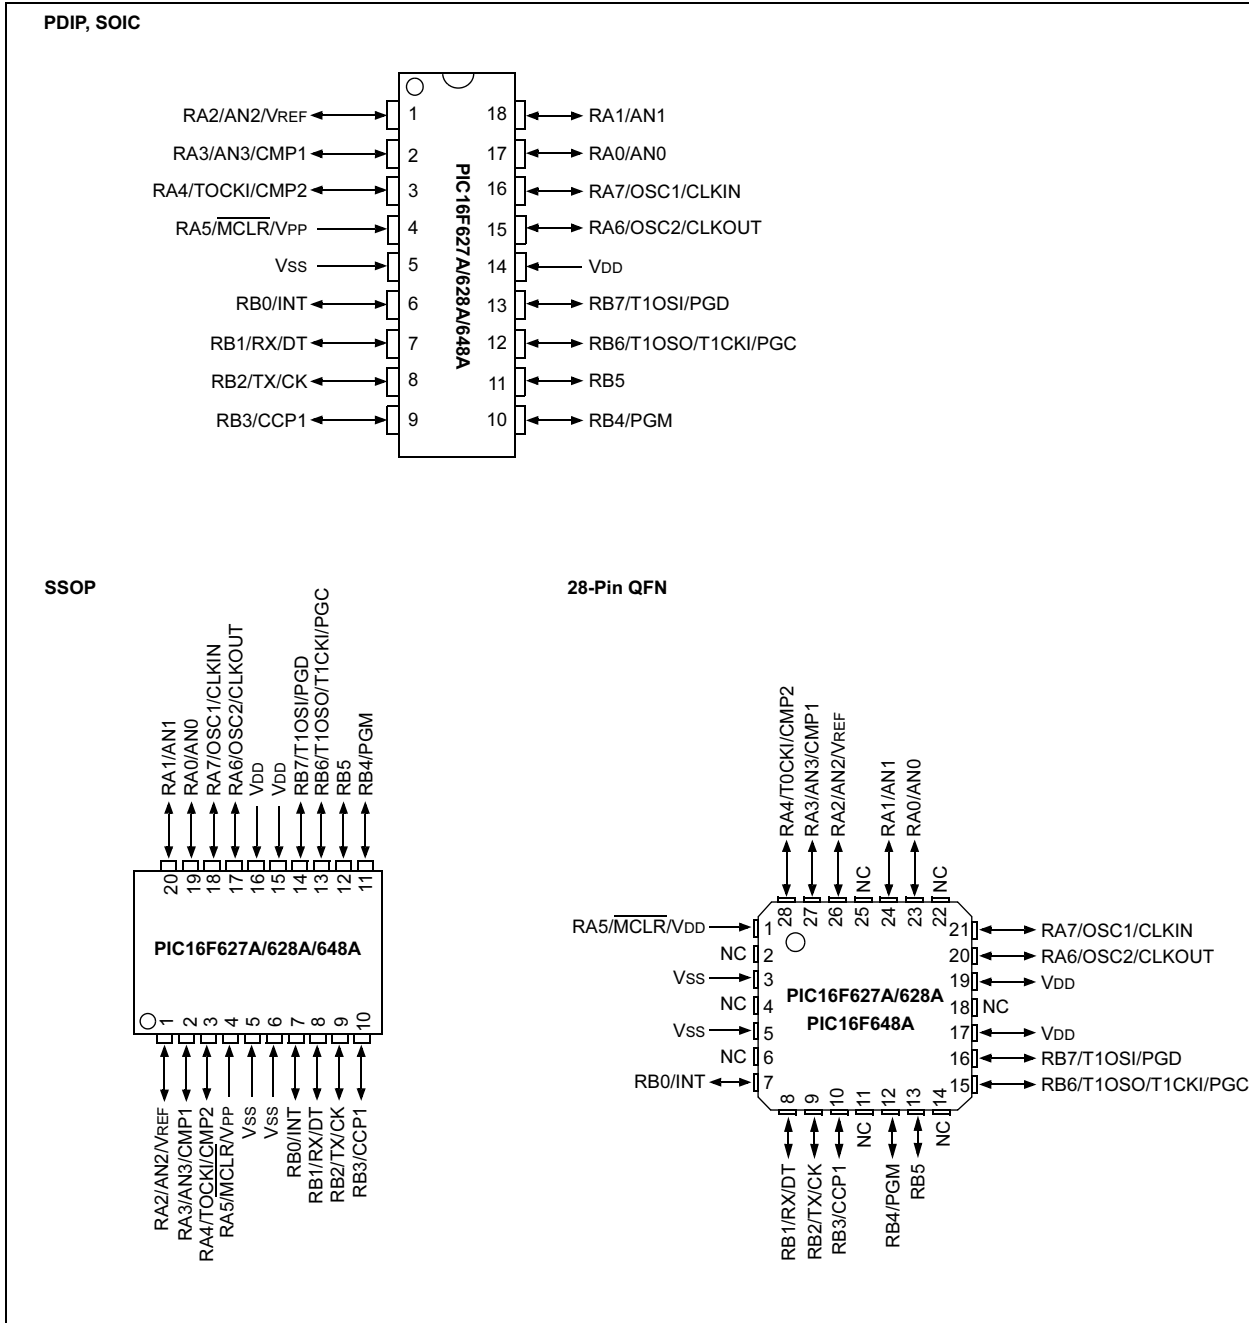 PDIP, SOIC
RA2/AN2/VREF
1
18
RA1/AN1
RA3/AN3/CMP1
2
17
RA0/AN0
RA4/TOCKI/CMP2
3
16
RA7/OSC1/CLKIN
RA5/MCLR/VPP
4
15
RA6/OSC2/CLKOUT
VSS
5
14
VDD
RB0/INT
6
13
RB7/T1OSI/PGD
RB1/RX/DT
7
12
RB6/T1OSO/T1CKI/PGC
RB2/TX/CK
8
11
RB5
RB3/CCP1
9
10
RB4/PGM
PIC16F627A/628A/648A
SSOP
RA1/AN1
RA0/AN0
RA7/OSC1/CLKIN
RA6/OSC2/CLKOUT
VDD
VDD
RB7/T1OSI/PGD
RB6/T1OSO/T1CKI/PGC
RB5
RB4/PGM
20
19
18
17
16
15
14
13
12
11
PIC16F627A/628A/648A
1
2
3
4
5
6
7
8
9
10
RA2/AN2/VREF
RA3/AN3/CMP1
RA4/TOCKI/CMP2
RA5/MCLR/VPP
VSS
VSS
RB0/INT
RB1/RX/DT
RB2/TX/CK
RB3/CCP1
28-Pin QFN
RA4/T0CKI/CMP2
RA3/AN3/CMP1
RA2/AN2/VREF
NC
RA1/AN1
RA0/AN0
NC
28
27
26
25
24
23
22
RA5/MCLR/VDD
1
NC
2
VSS
3
NC
4
VSS
5
NC
6
RB0/INT
7
PIC16F627A/628A
PIC16F648A
21
RA7/OSC1/CLKIN
20
RA6/OSC2/CLKOUT
19
VDD
18
NC
17
VDD
16
RB7/T1OSI/PGD
15
RB6/T1OSO/T1CKI/PGC
8
9
10
11
12
13
14
RB1/RX/DT
RB2/TX/CK
RB3/CCP1
NC
RB4/PGM
RB5
NC